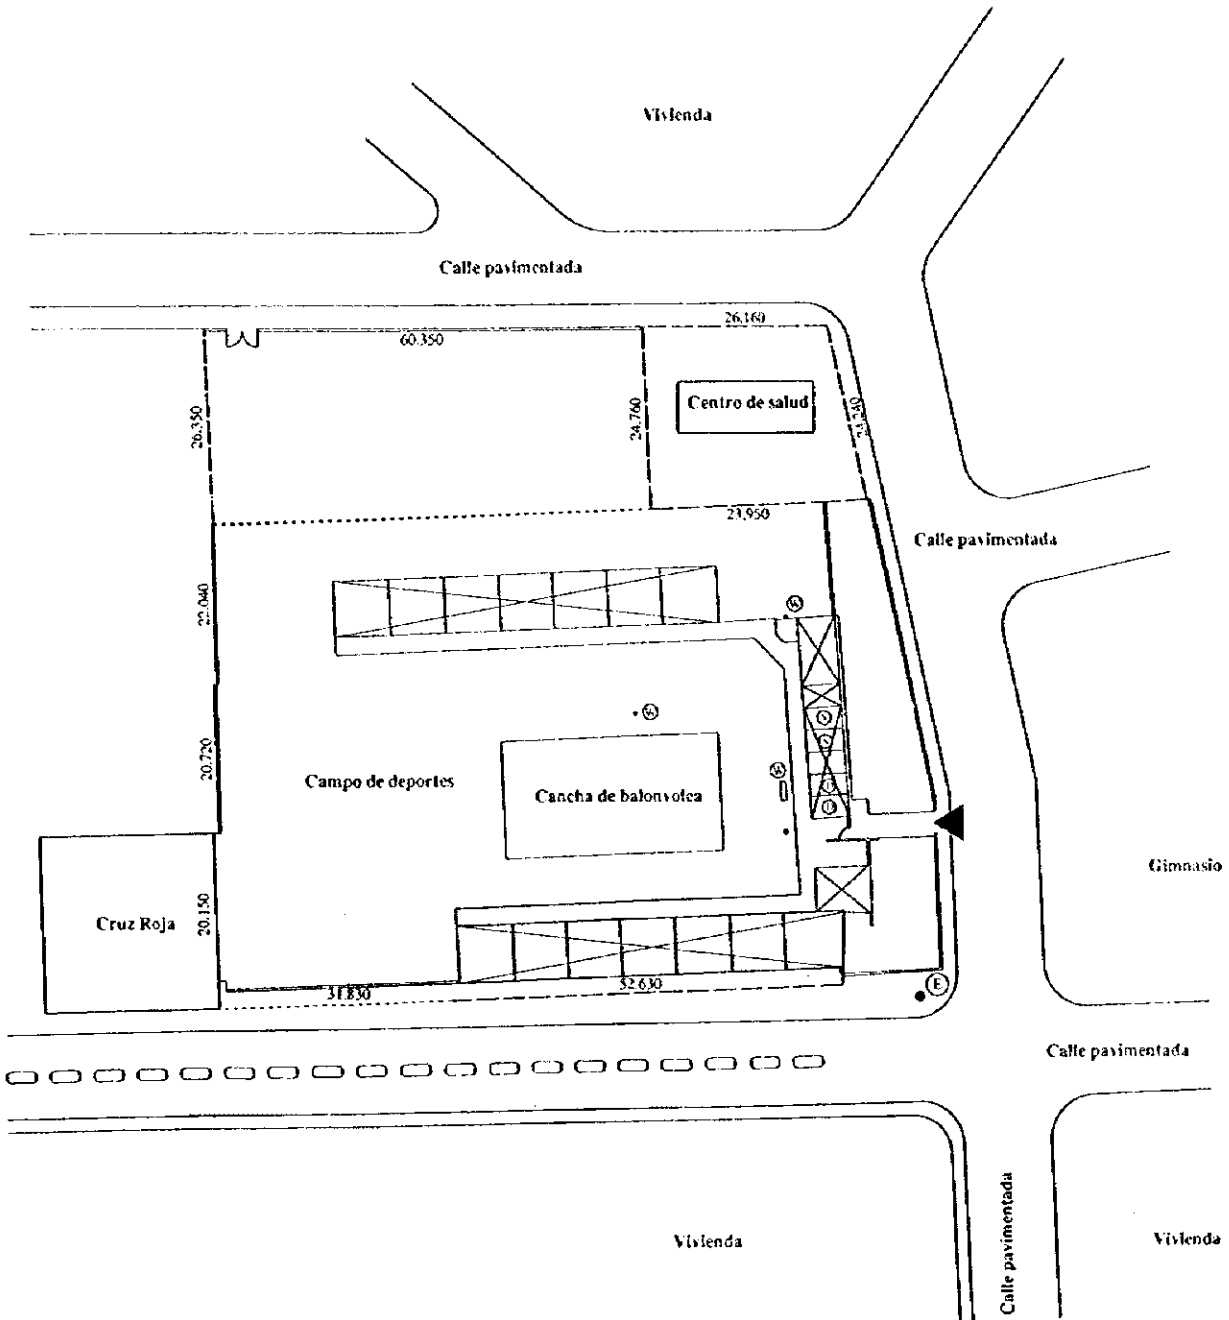 Vivienda
Calle pavimentada
26.160
60.350
Centro de salud
26.350
24.760
23.950
Calle pavimentada
22.040
20.720
Campo de deportes
Cancha de balonvolea
Gimnasio
Cruz Roja
20.150
31.830
52.630
E
Calle pavimentada
Calle pavimentada
Vivienda
Vivienda